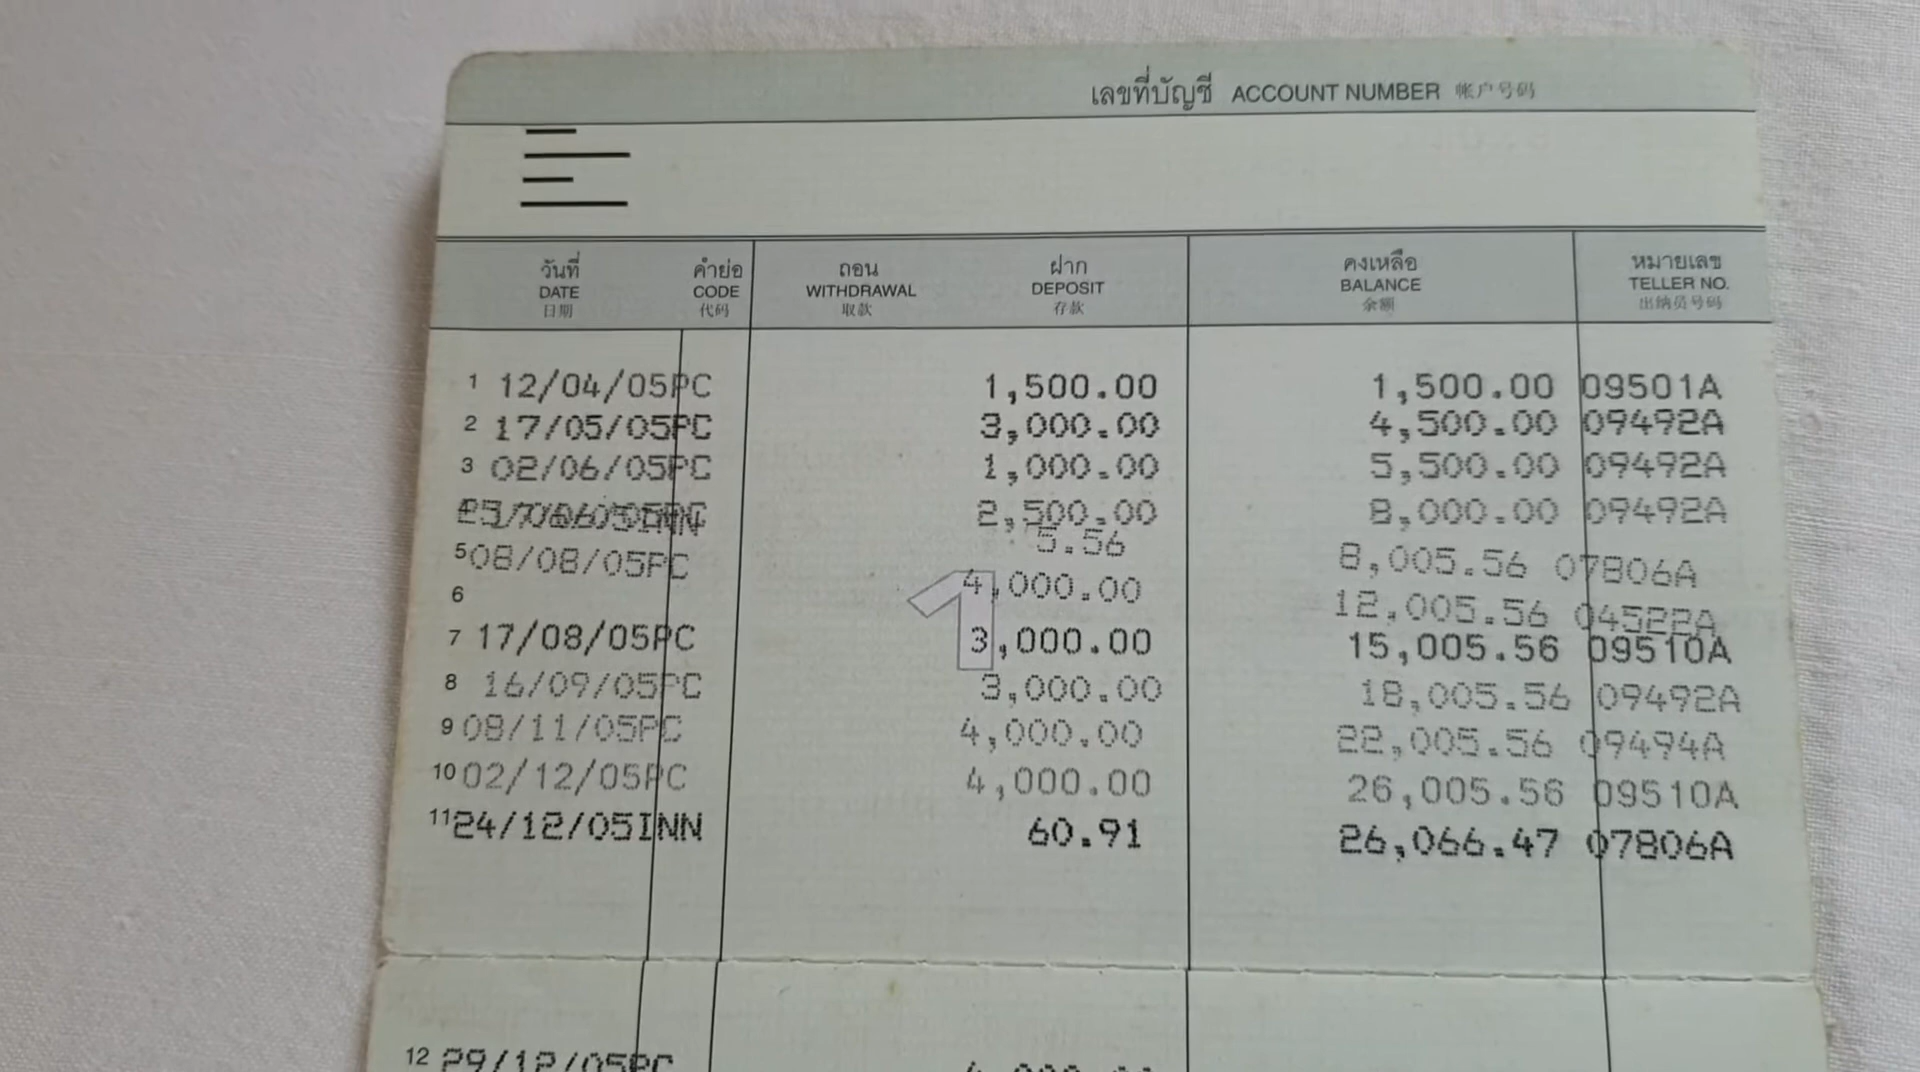 เลขที่บัญชี ACCOUNT NUMBER 帐户号码
วันที่ คำย่อ ถอน ฝาก คงเหลือ หมายเลข
DATE CODE WITHDRAWAL DEPOSIT BALANCE TELLER NO.
日期 代码 取款 存款 余额 出纳员号码
1 12/04/05PC 1,500.00 1,500.00 09501A
2 17/05/05PC 3,000.00 4,500.00 09492A
3 02/06/05PC 1,000.00 5,500.00 09492A
2,500.00 8,000.00 09492A
5.56
5 08/08/05PC 8,005.56 07806A
6 4,000.00 12,005.56 04522A
7 17/08/05PC 3,000.00 15,005.56 09510A
1
8 16/09/05PC 3,000.00 18,005.56 09492A
9 08/11/05PC 4,000.00 22,005.56 09494A
10 02/12/05PC 4,000.00 26,005.56 09510A
11 24/12/05INN 60.91 26,066.47 07806A
12 29/12/05PC